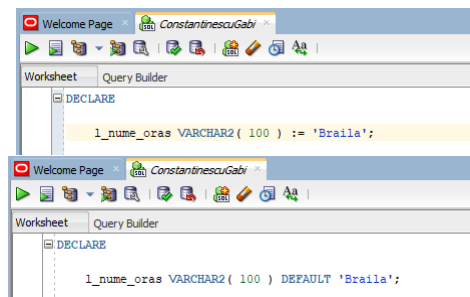 Welcome Page ConstantinescuGabi
Worksheet Query Builder
DECLARE
l_nume_oras VARCHAR2( 100 ) := 'Braila';
Welcome Page ConstantinescuGabi
Worksheet Query Builder
DECLARE
l_nume_oras VARCHAR2( 100 ) DEFAULT 'Braila';